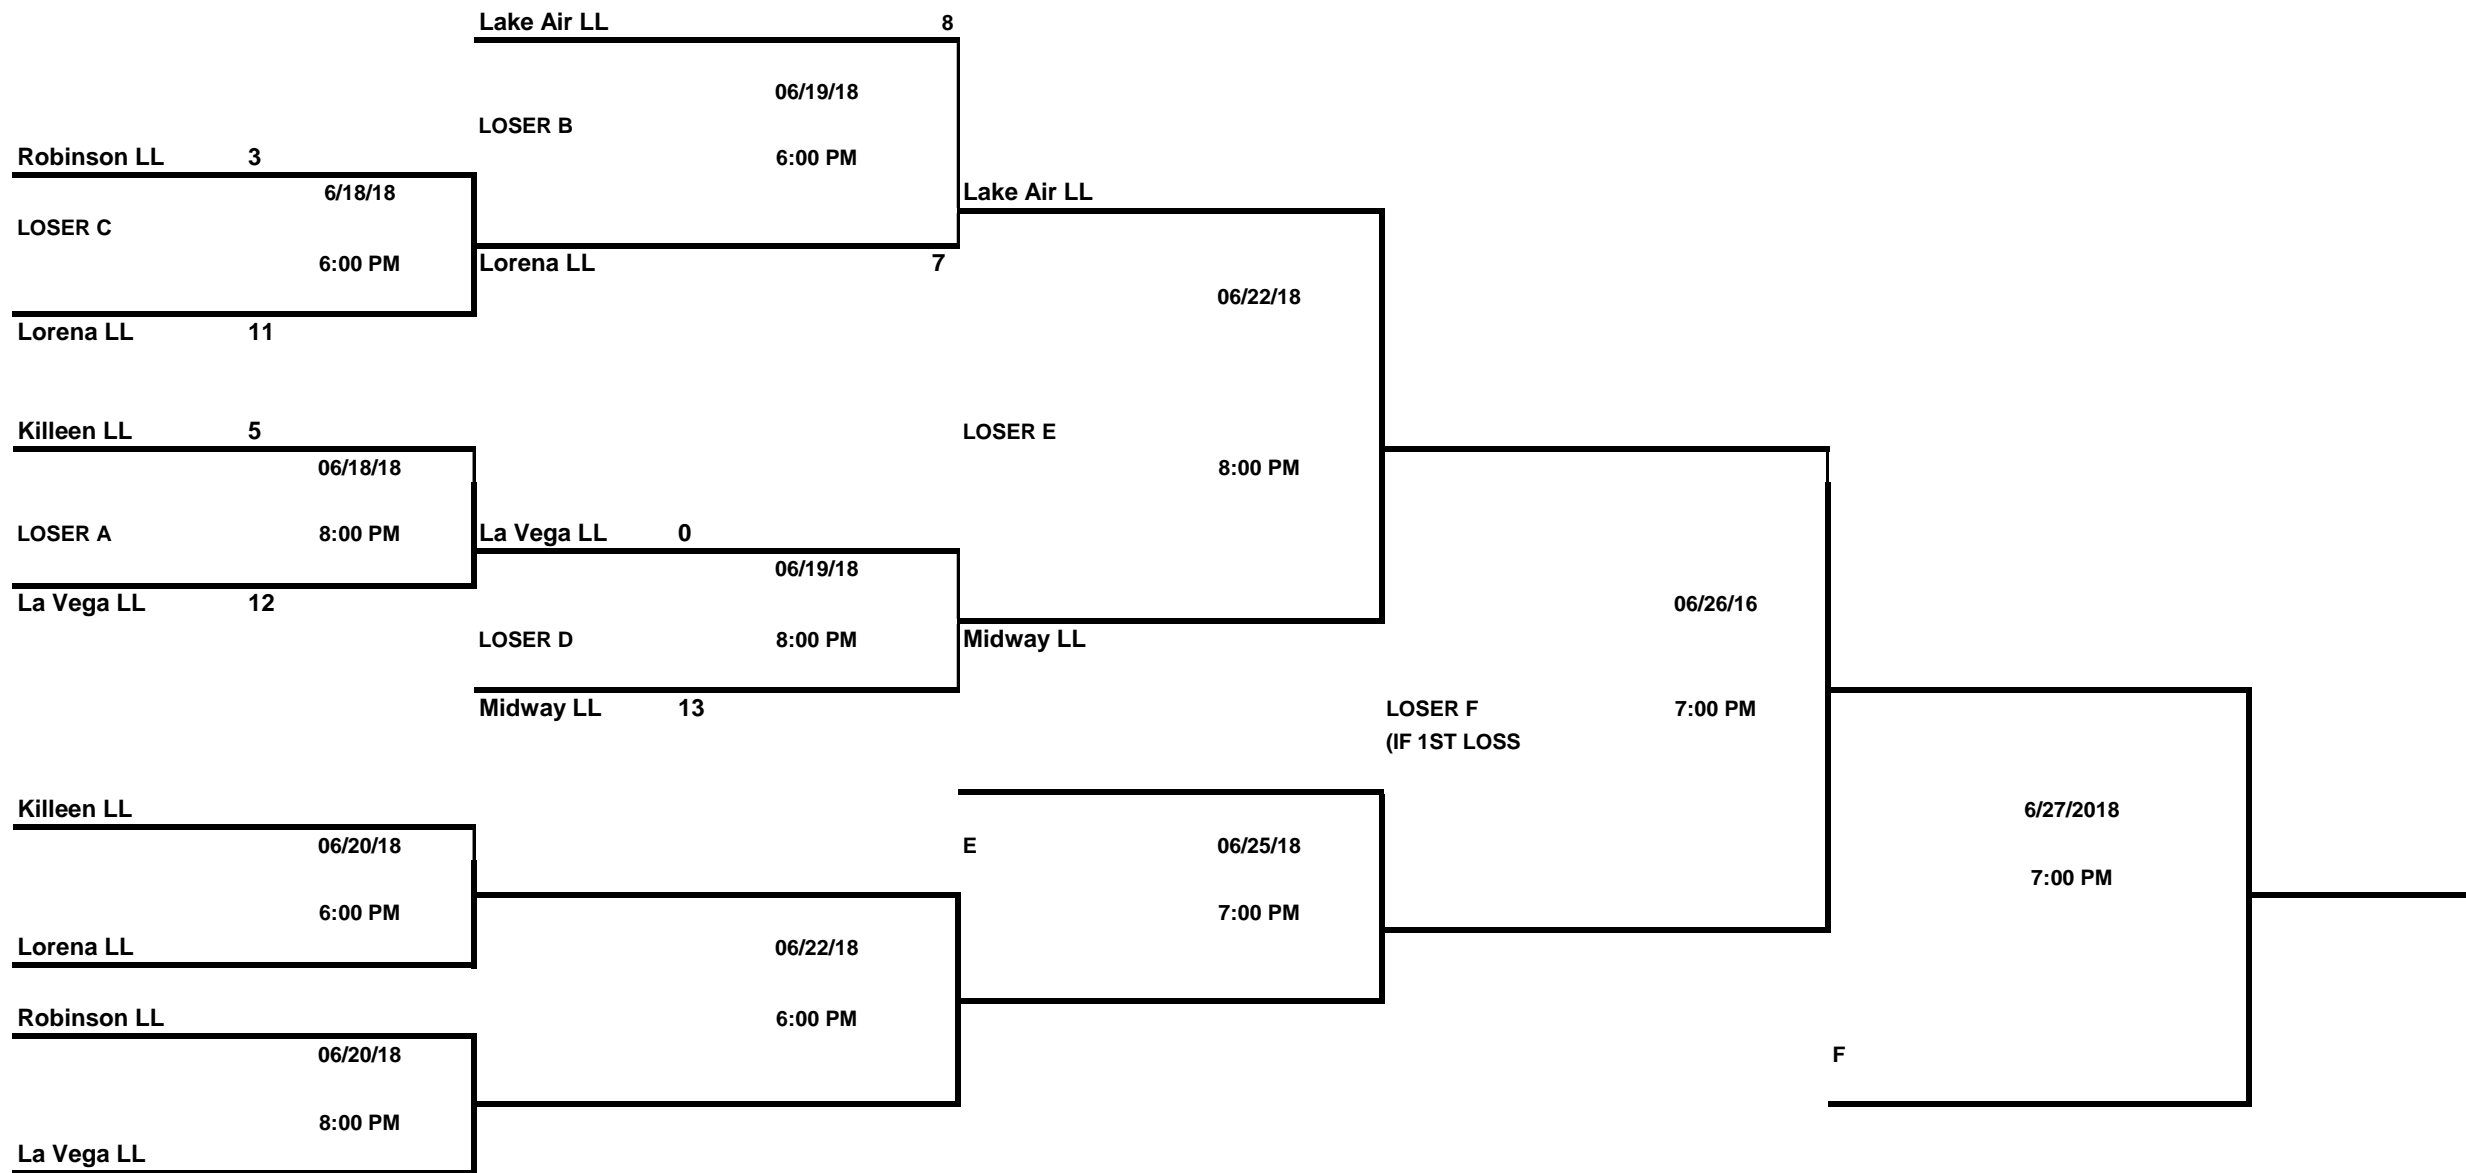 Lake Air LL 8
06/19/18
LOSER B
Robinson LL 3
6:00 PM
6/18/18
Lake Air LL
LOSER C
6:00 PM
Lorena LL 7
06/22/18
Lorena LL 11
Killeen LL 5
LOSER E
06/18/18
8:00 PM
LOSER A
8:00 PM
La Vega LL 0
06/19/18
La Vega LL 12
06/26/16
LOSER D
8:00 PM
Midway LL
Midway LL 13
LOSER F
7:00 PM
(IF 1ST LOSS
Killeen LL
6/27/2018
06/20/18
E
06/25/18
7:00 PM
6:00 PM
7:00 PM
Lorena LL
06/22/18
Robinson LL
6:00 PM
06/20/18
F
8:00 PM
La Vega LL